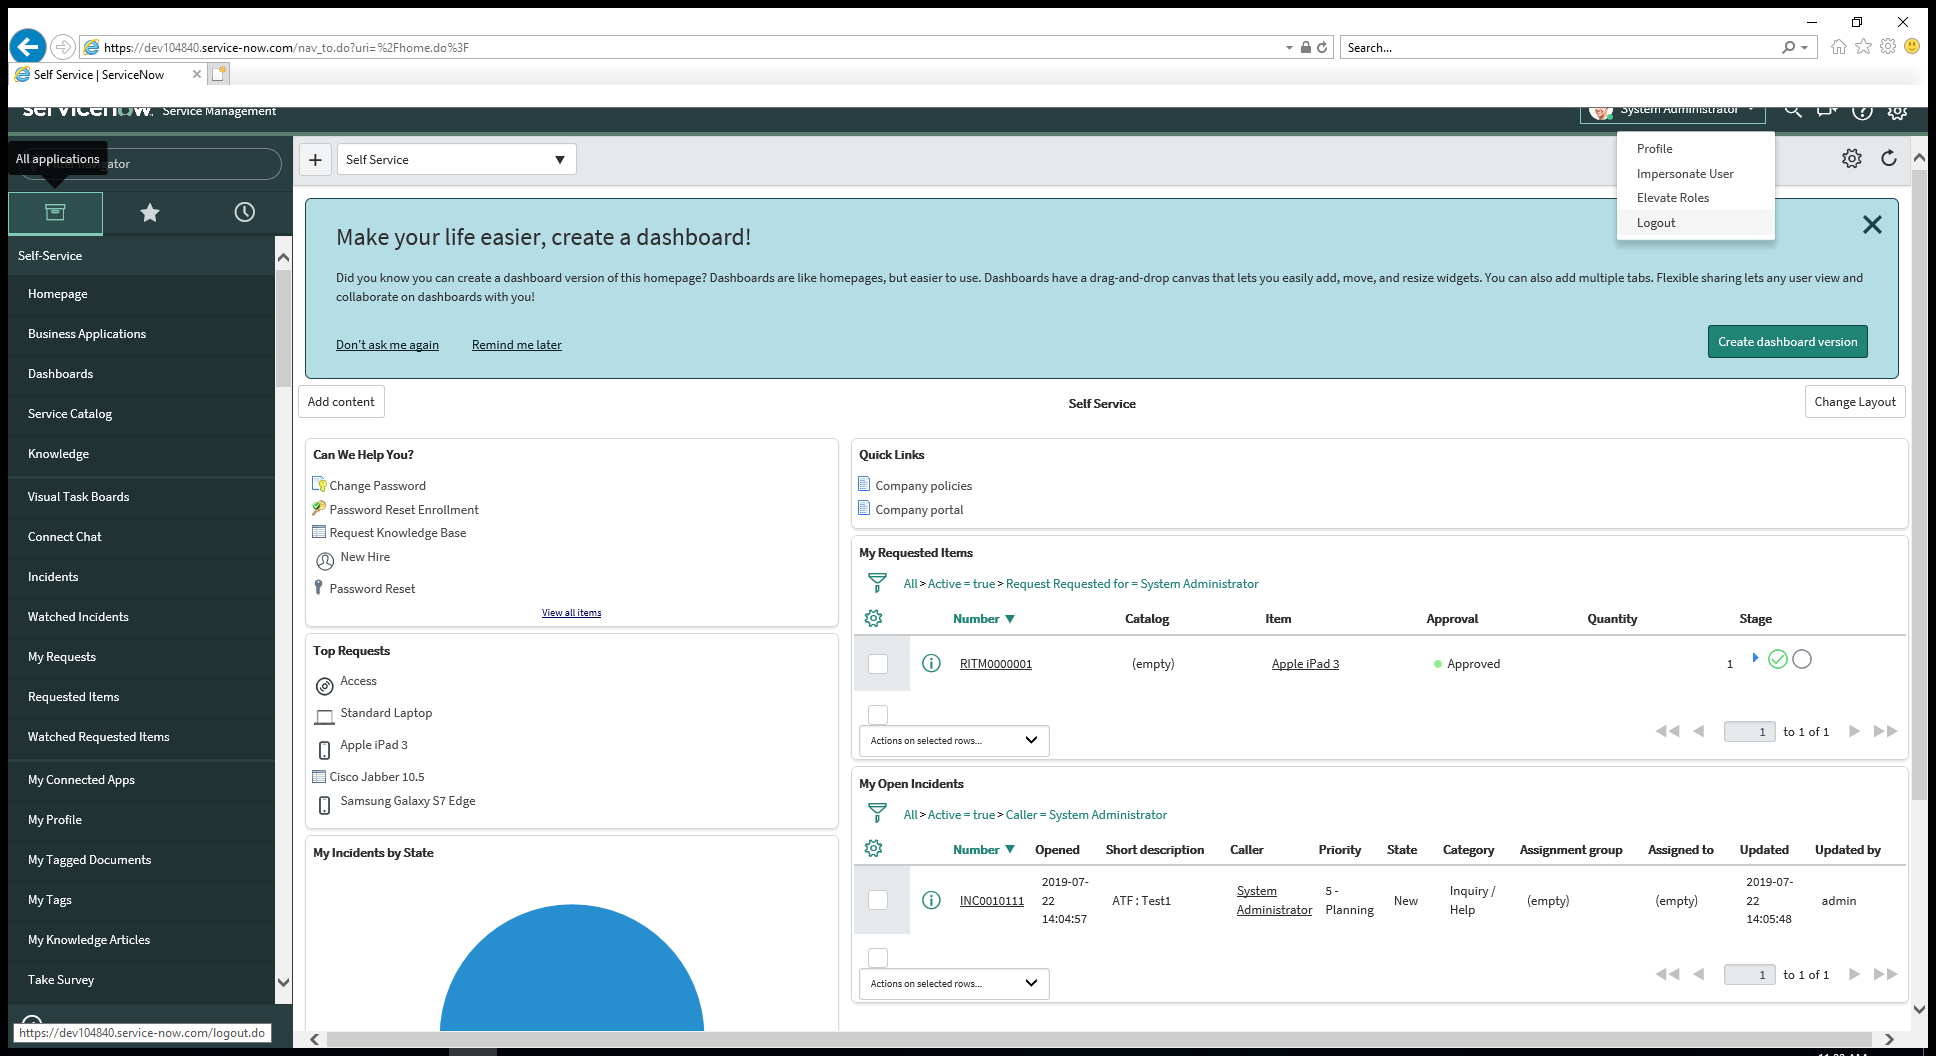 https://dev104840.service-now.com/nav_to.do?uri=%2Fhome.do%3F
Search...
Self Service | ServiceNow
servicenow Service Management
System Administrator
All applications
navigator
Self Service
Profile
Impersonate User
Elevate Roles
Logout
Make your life easier, create a dashboard!
Did you know you can create a dashboard version of this homepage? Dashboards are like homepages, but easier to use. Dashboards have a drag-and-drop canvas that lets you easily add, move, and resize widgets. You can also add multiple tabs. Flexible sharing lets any user view and
collaborate on dashboards with you!
Don't ask me again
Remind me later
Create dashboard version
Self-Service
Homepage
Business Applications
Dashboards
Service Catalog
Knowledge
Visual Task Boards
Connect Chat
Incidents
Watched Incidents
My Requests
Requested Items
Watched Requested Items
My Connected Apps
My Profile
My Tagged Documents
My Tags
My Knowledge Articles
Take Survey
https://dev104840.service-now.com/logout.do
Add content
Self Service
Change Layout
Can We Help You?
Change Password
Password Reset Enrollment
Request Knowledge Base
New Hire
Password Reset
View all items
Top Requests
Access
Standard Laptop
Apple iPad 3
Cisco Jabber 10.5
Samsung Galaxy S7 Edge
My Incidents by State
Quick Links
Company policies
Company portal
My Requested Items
All > Active = true > Request Requested for = System Administrator
Number ▼ Catalog Item Approval Quantity Stage
RITM0000001 (empty) Apple iPad 3 Approved 1
Actions on selected rows...
1 to 1 of 1
My Open Incidents
All > Active = true > Caller = System Administrator
Number ▼ Opened Short description Caller Priority State Category Assignment group Assigned to Updated Updated by
INC0010111
2019-07-
22
14:04:57
ATF : Test1
System
Administrator
5 -
Planning
New
Inquiry /
Help
(empty)
(empty)
2019-07-
22
14:05:48
admin
Actions on selected rows...
1 to 1 of 1